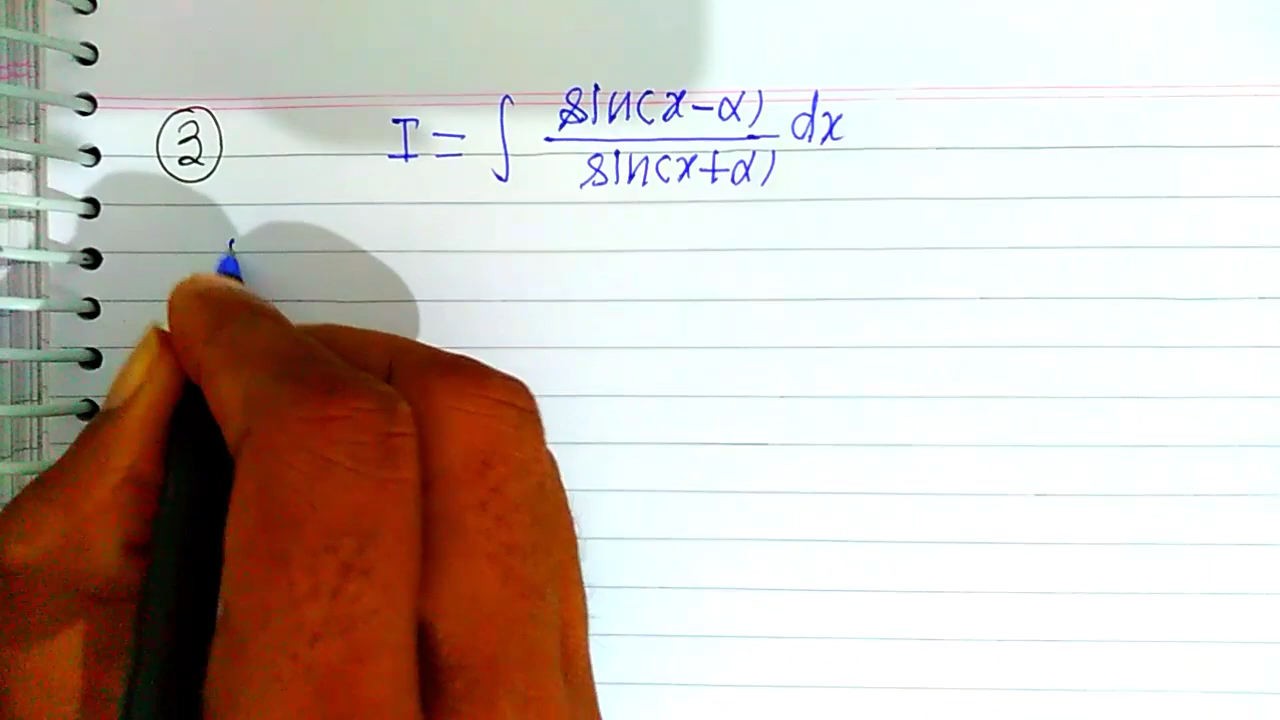 ③ I = ∫ sin(x-α)/sin(x+α) dx